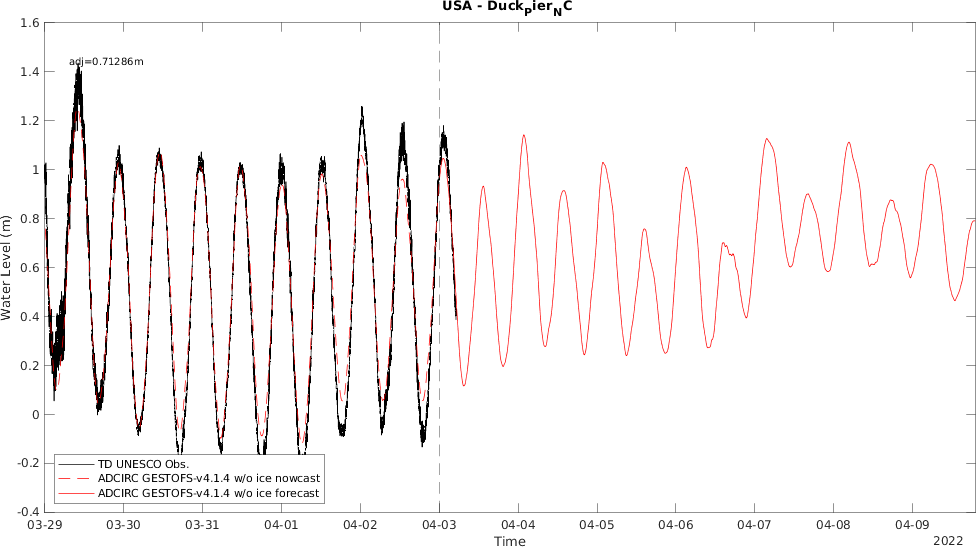 USA - Duck_Pier_NC
adj=0.71286m
1.6
1.4
1.2
1
0.8
0.6
0.4
0.2
0
-0.2
-0.4
Water Level (m)
TD UNESCO Obs.
ADCIRC GESTOFS-v4.1.4 w/o ice nowcast
ADCIRC GESTOFS-v4.1.4 w/o ice forecast
03-29 03-30 03-31 04-01 04-02 04-03 04-04 04-05 04-06 04-07 04-08 04-09
Time
2022